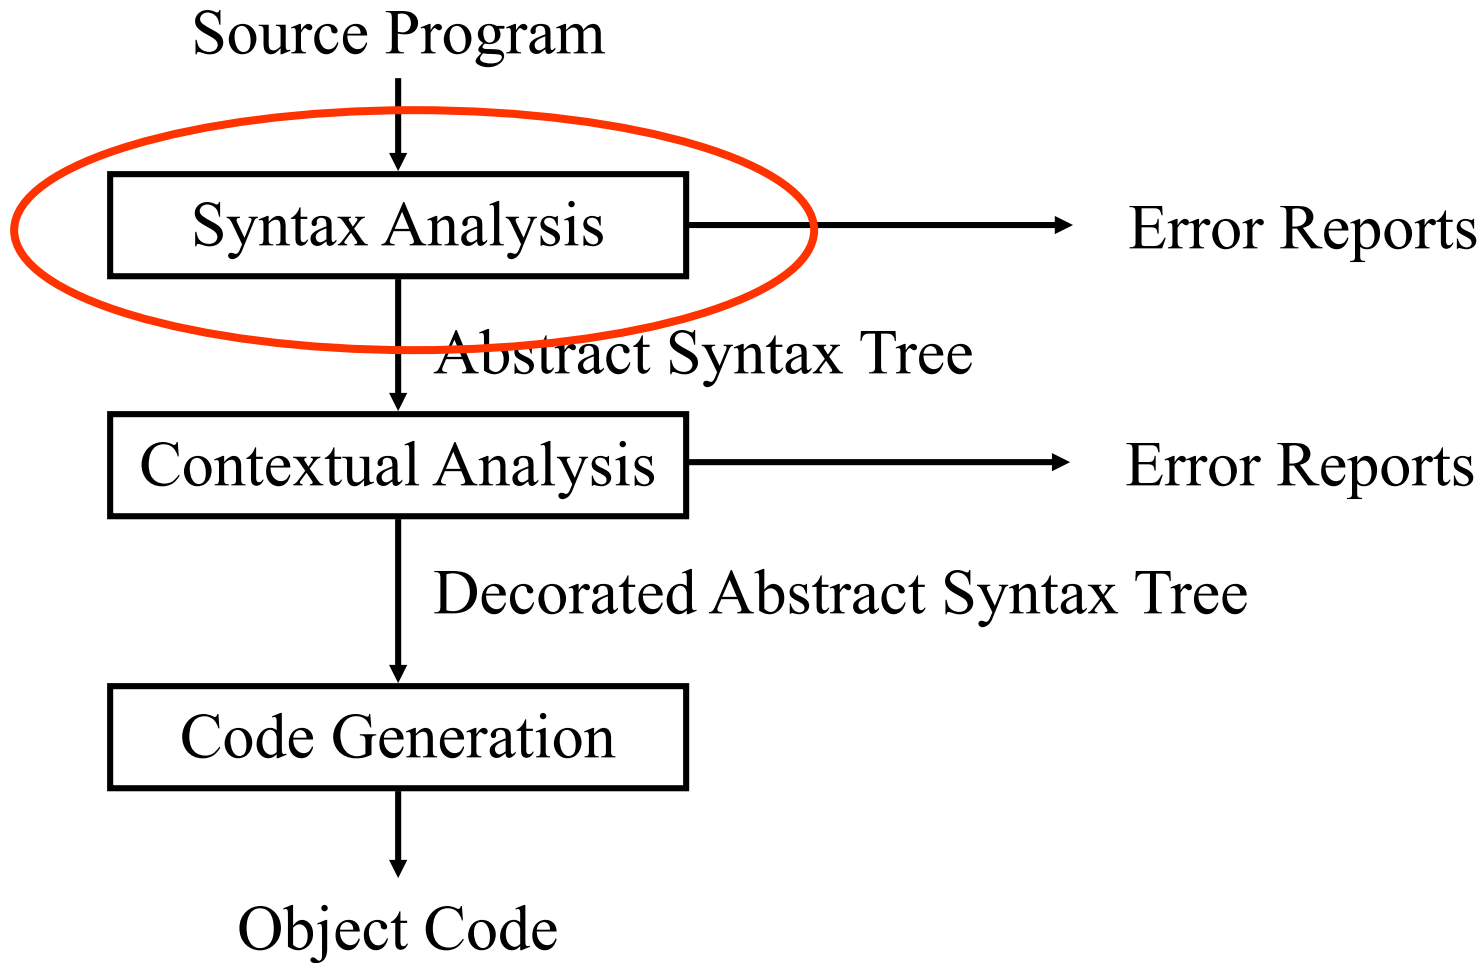 Source Program
Syntax Analysis
Error Reports
Abstract Syntax Tree
Contextual Analysis
Error Reports
Decorated Abstract Syntax Tree
Code Generation
Object Code